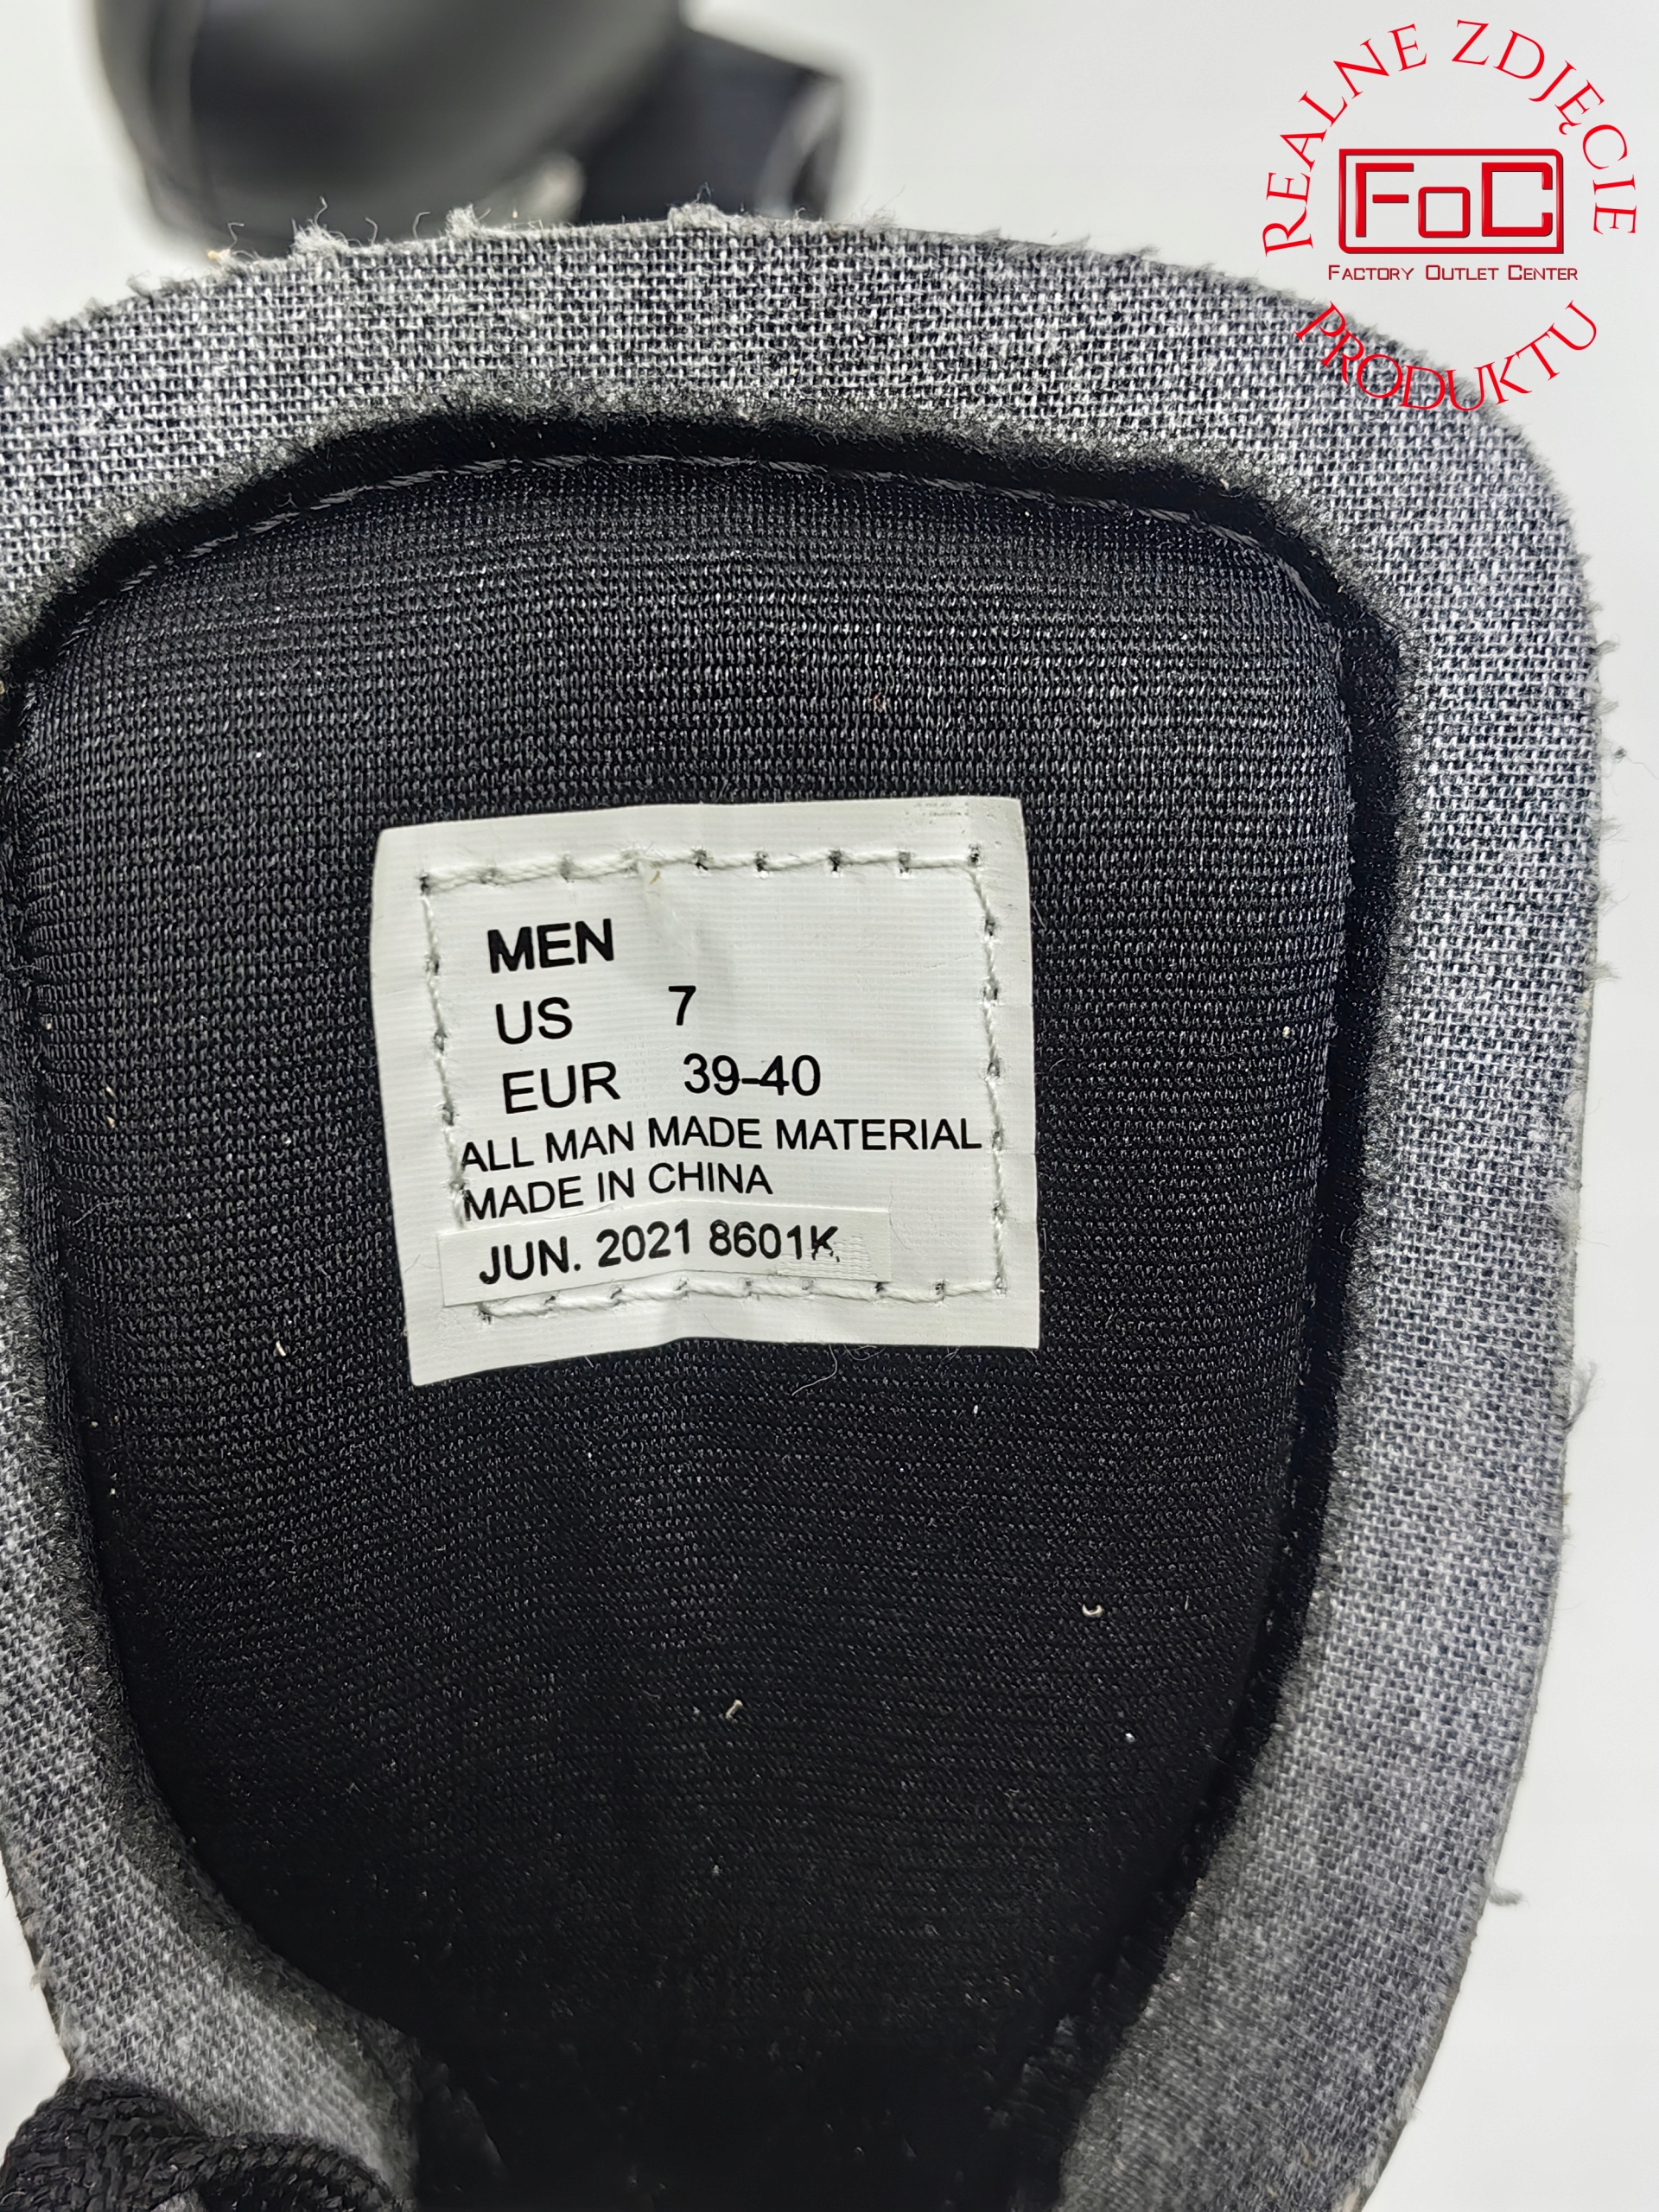 REALNE ZDJĘCIE
FoC
FACTORY OUTLET CENTER
PRODUKTU
MEN
US 7
EUR 39-40
ALL MAN MADE MATERIAL
MADE IN CHINA
JUN. 2021 8601K